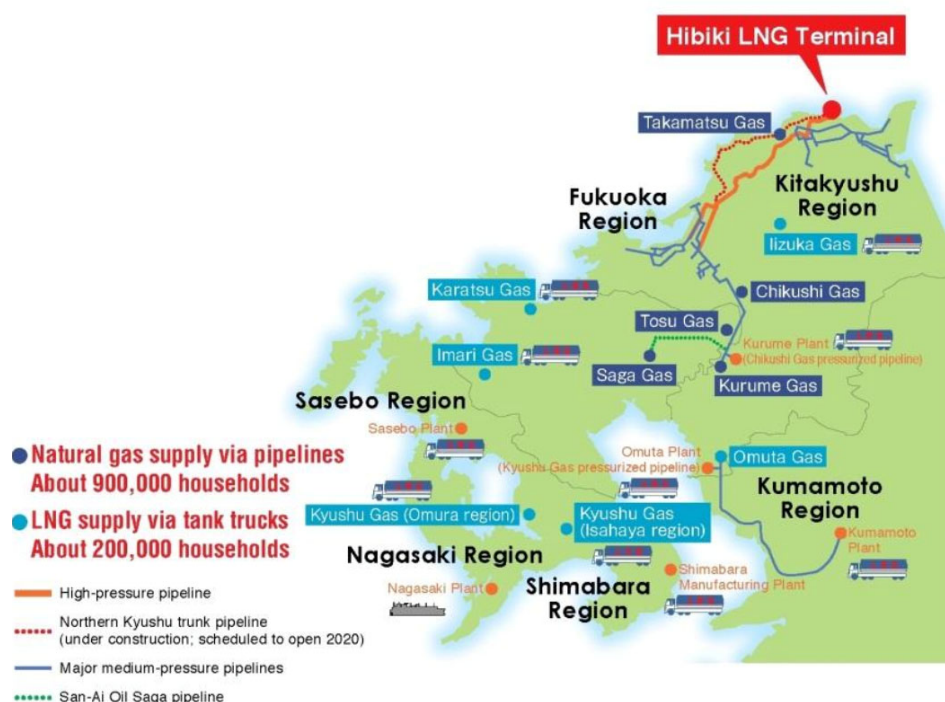 Hibiki LNG Terminal
Takamatsu Gas
Kitakyushu
Region
Fukuoka
Region
Iizuka Gas
Karatsu Gas
Chikushi Gas
Tosu Gas
Imari Gas
Kurume Plant
(Chikushi Gas pressurized pipeline)
Saga Gas
Kurume Gas
Sasebo Region
Sasebo Plant
Omuta Plant
(Kyushu Gas pressurized pipeline)
Omuta Gas
Natural gas supply via pipelines
About 900,000 households
Kumamoto
Region
LNG supply via tank trucks
About 200,000 households
Kyushu Gas (Omura region)
Kyushu Gas
(Isahaya region)
Kumamoto
Plant
Nagasaki Region
Nagasaki Plant
Shimabara
Region
Shimabara
Manufacturing Plant
High-pressure pipeline
Northern Kyushu trunk pipeline
(under construction; scheduled to open 2020)
Major medium-pressure pipelines
San-Ai Oil Saga pipeline